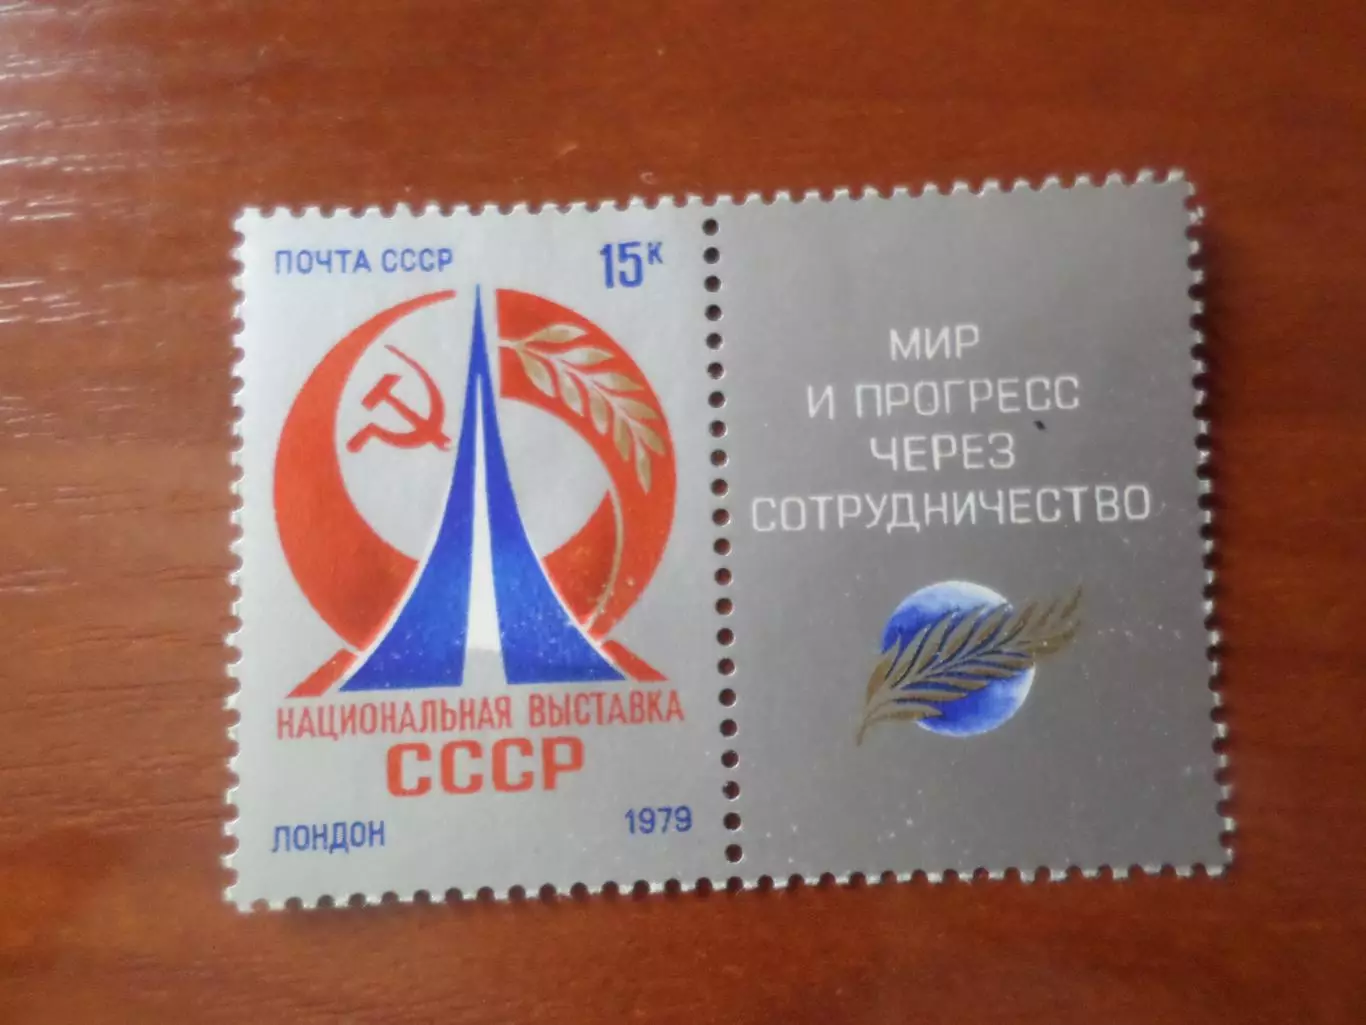 ПОЧТА СССР 15К
НАЦИОНАЛЬНАЯ ВЫСТАВКА
СССР
ЛОНДОН 1979
МИР
И ПРОГРЕСС
ЧЕРЕЗ
СОТРУДНИЧЕСТВО